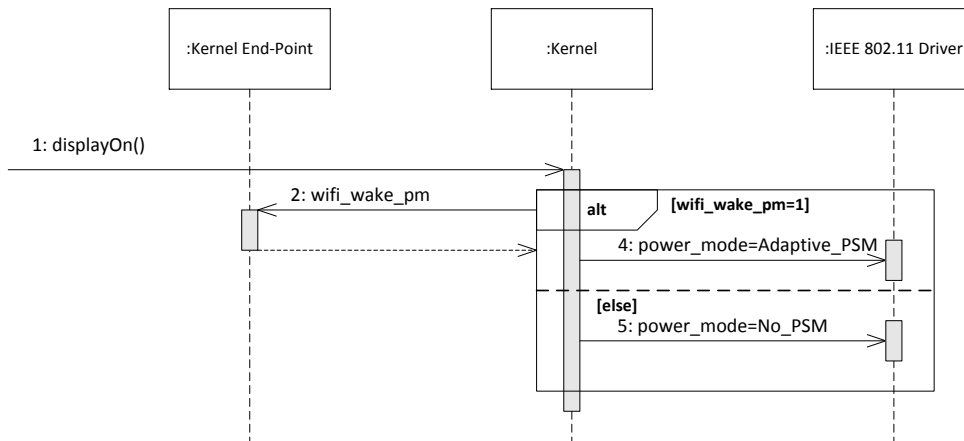 :Kernel End-Point
:Kernel
:IEEE 802.11 Driver
1: displayOn()
2: wifi_wake_pm
alt
[wifi_wake_pm=1]
4: power_mode=Adaptive_PSM
[else]
5: power_mode=No_PSM